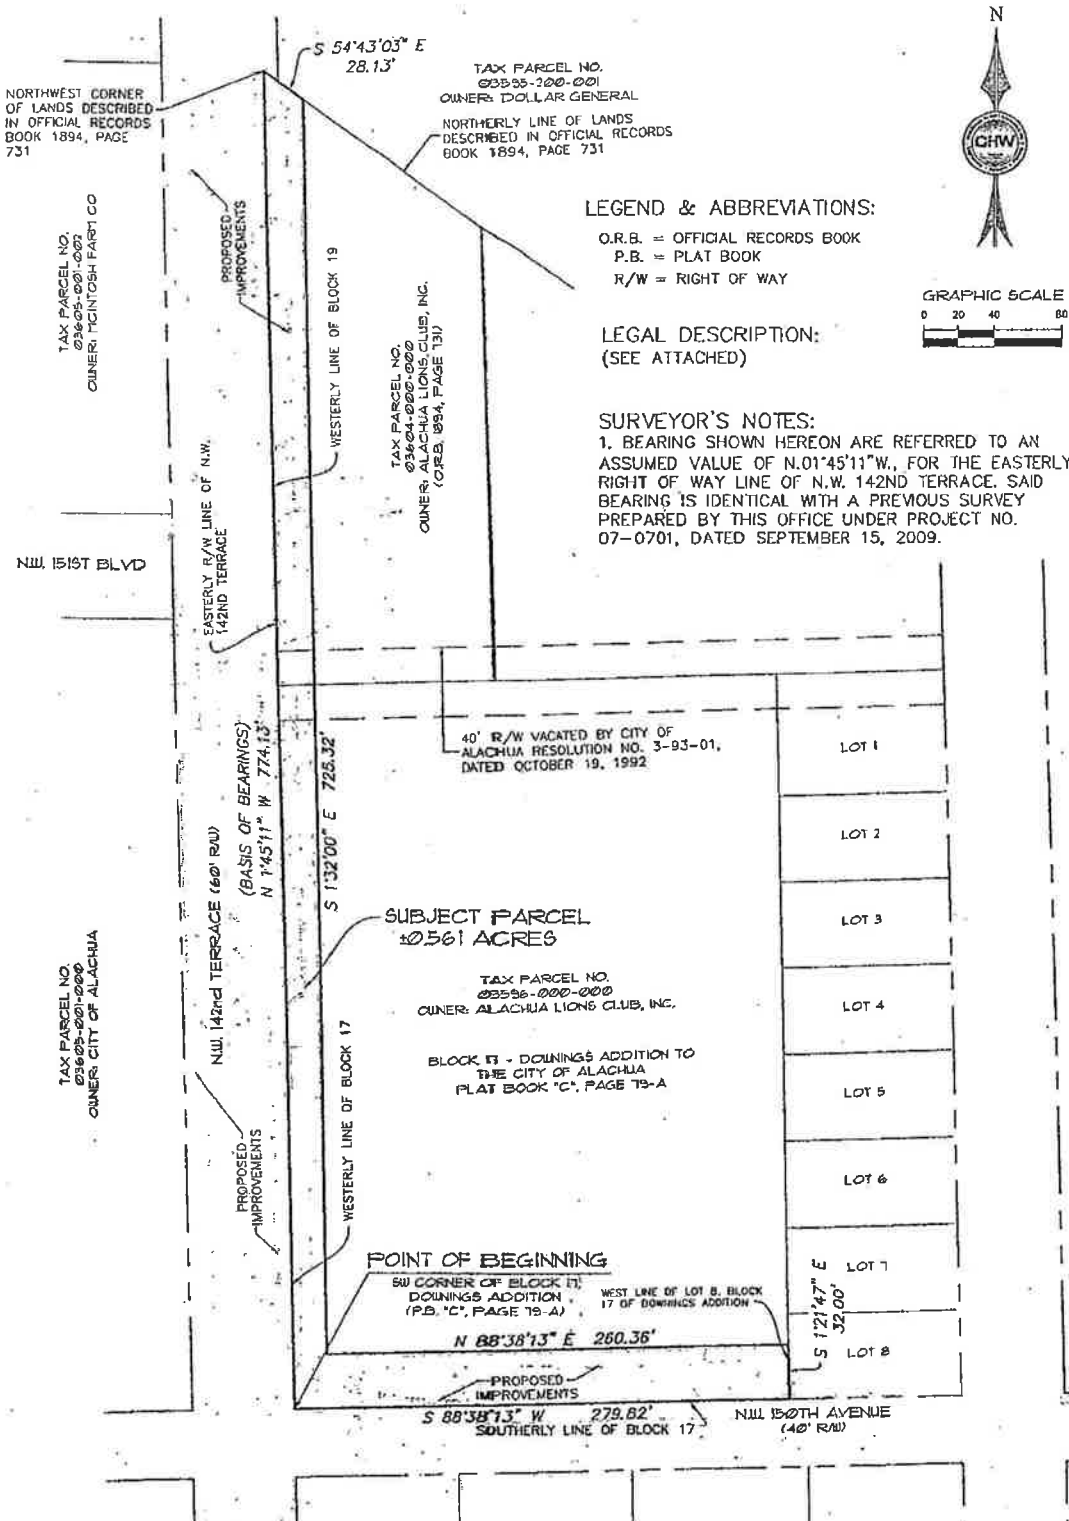 N
S 54°43'03" E
28.13'
TAX PARCEL NO.
03595-200-001
OWNER: DOLLAR GENERAL
NORTHWEST CORNER
OF LANDS DESCRIBED
IN OFFICIAL RECORDS
BOOK 1894, PAGE
731
NORTHERLY LINE OF LANDS
DESCRIBED IN OFFICIAL RECORDS
BOOK 1894, PAGE 731
CHW
LEGEND & ABBREVIATIONS:
O.R.B. = OFFICIAL RECORDS BOOK
P.B. = PLAT BOOK
R/W = RIGHT OF WAY
GRAPHIC SCALE
0 20 40 80
LEGAL DESCRIPTION:
(SEE ATTACHED)
SURVEYOR'S NOTES:
1. BEARING SHOWN HEREON ARE REFERRED TO AN
ASSUMED VALUE OF N.01°45'11"W., FOR THE EASTERLY
RIGHT OF WAY LINE OF N.W. 142ND TERRACE. SAID
BEARING IS IDENTICAL WITH A PREVIOUS SURVEY
PREPARED BY THIS OFFICE UNDER PROJECT NO.
07-0701, DATED SEPTEMBER 15, 2009.
TAX PARCEL NO.
03605-001-002
OWNER: MCINTOSH FARM CO
PROPOSED
IMPROVEMENTS
WESTERLY LINE OF BLOCK 19
TAX PARCEL NO.
03604-000-000
OWNER: ALACHUA LIONS CLUB, INC.
(O.R.B. 1894, PAGE 731)
N.W. 151ST BLVD
EASTERLY R/W LINE OF N.W.
142ND TERRACE
40' R/W VACATED BY CITY OF
ALACHUA RESOLUTION NO. 3-93-01,
DATED OCTOBER 19, 1992
(BASIS OF BEARINGS)
N 1°45'11" W 774.13'
S 1°32'00" E 725.32'
N.W. 142nd TERRACE (60' R/W)
SUBJECT PARCEL
±0.561 ACRES
TAX PARCEL NO.
03596-000-000
OWNER: ALACHUA LIONS CLUB, INC.
BLOCK 17 - DOWNINGS ADDITION TO
THE CITY OF ALACHUA
PLAT BOOK "C", PAGE 79-A
TAX PARCEL NO.
03605-001-000
OWNER: CITY OF ALACHUA
WESTERLY LINE OF BLOCK 17
PROPOSED
IMPROVEMENTS
LOT 1
LOT 2
LOT 3
LOT 4
LOT 5
LOT 6
LOT 7
LOT 8
POINT OF BEGINNING
SW CORNER OF BLOCK 17,
DOWNINGS ADDITION
(P.B. "C", PAGE 79-A)
WEST LINE OF LOT 8, BLOCK
17 OF DOWNINGS ADDITION
S 1°21'47" E
32.00'
N 88°38'13" E 260.36'
PROPOSED
IMPROVEMENTS
S 88°38'13" W 279.82'
SOUTHERLY LINE OF BLOCK 17
N.W. 150TH AVENUE
(40' R/W)